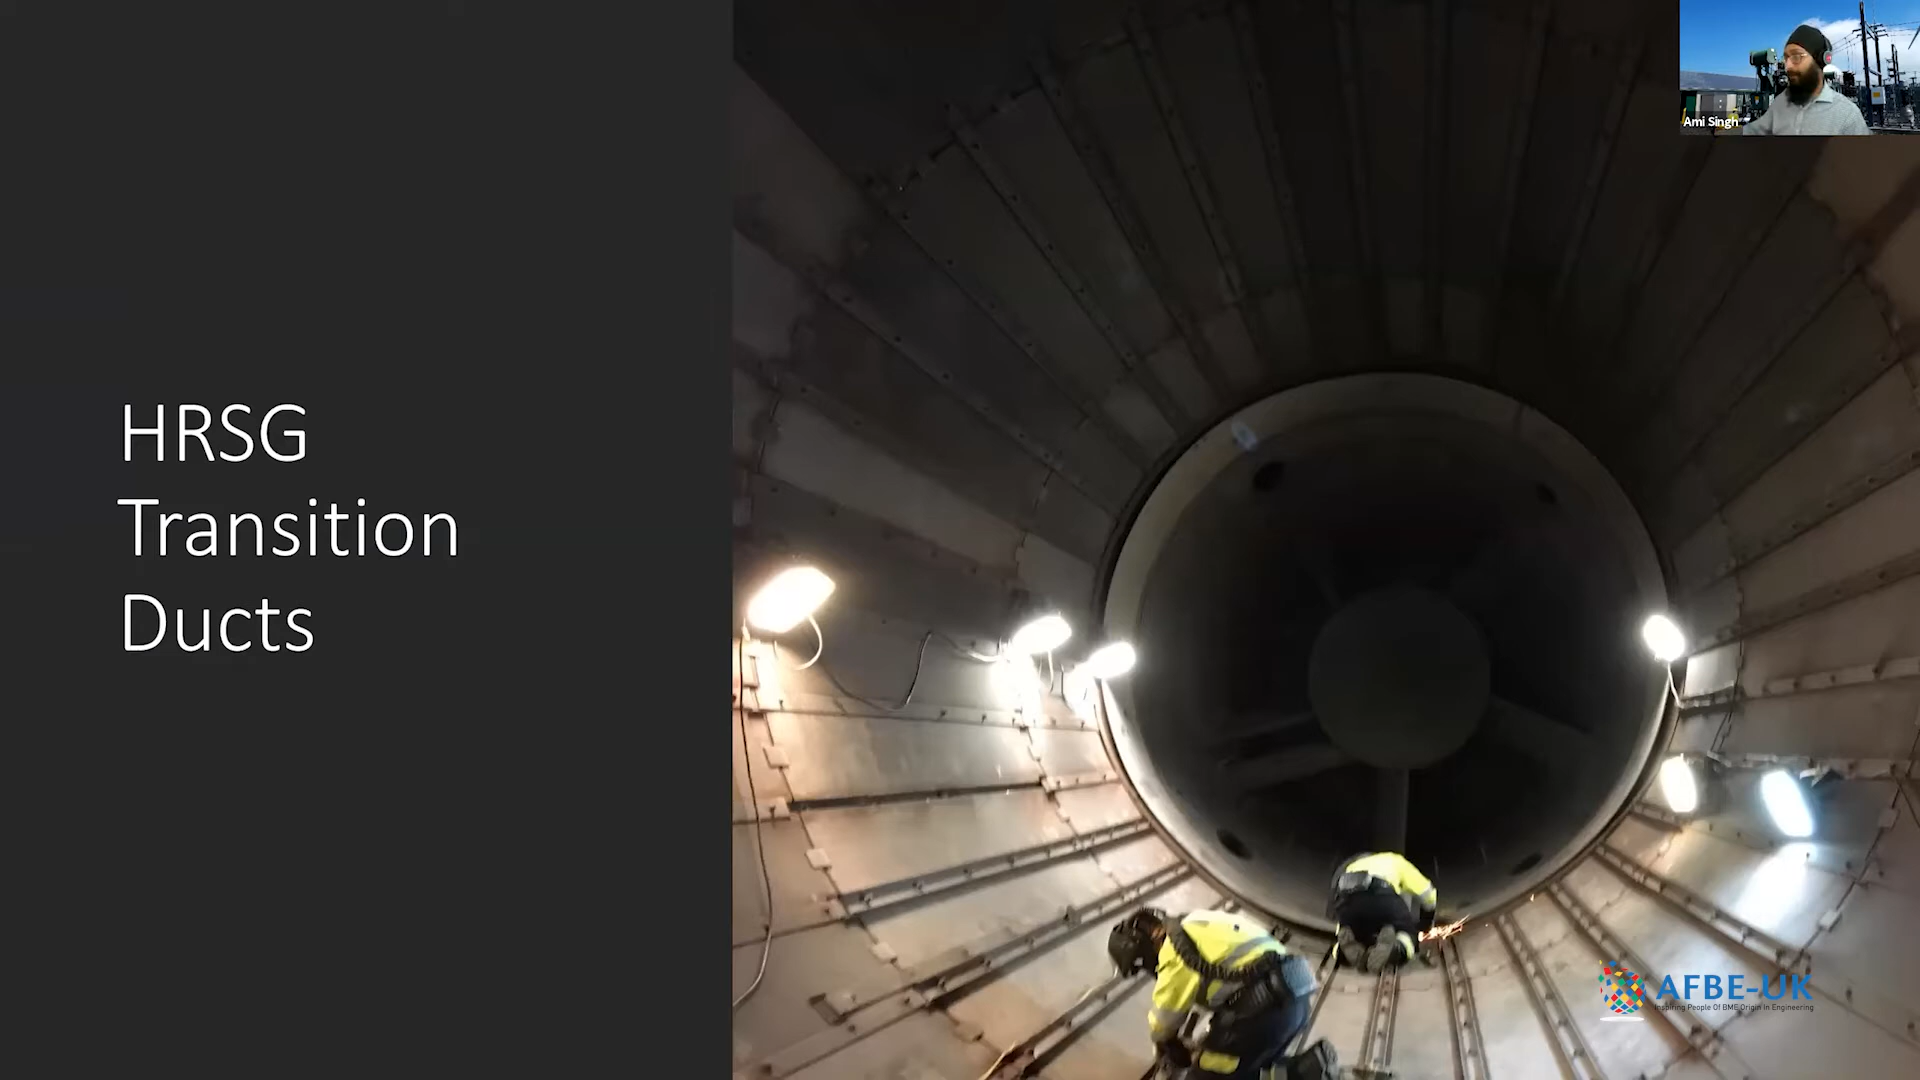 HRSG
Transition
Ducts
Ami Singh
AFBE-UK
Inspiring People Of BME Origin In Engineering